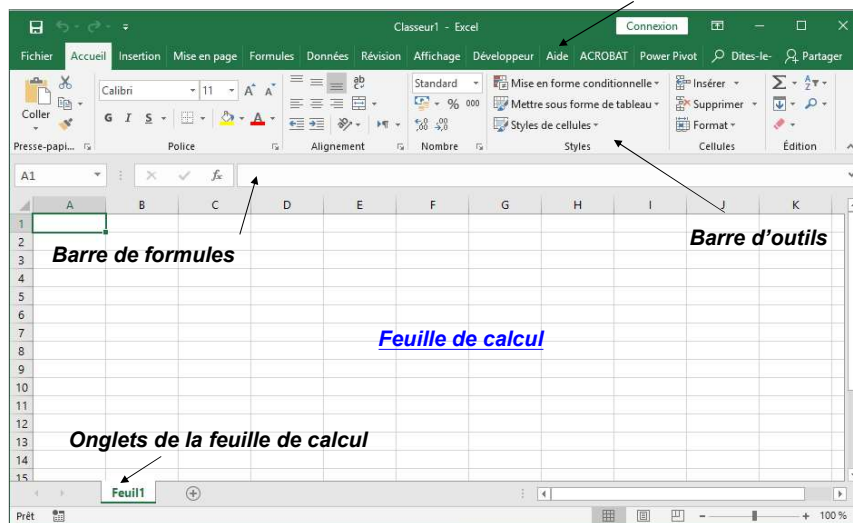 Classeur1 - Excel Connexion
Fichier Accueil Insertion Mise en page Formules Données Révision Affichage Développeur Aide ACROBAT Power Pivot Dites-le- Partager
Coller Calibri 11 A A ab Standard Mise en forme conditionnelle Insérer Σ
G I S A % 000 Mettre sous forme de tableau Supprimer
Styles de cellules Format
Presse-papi... Police Alignement Nombre Styles Cellules Édition
A1 fx
A B C D E F G H I J K
1
2
3
4
5
6
7
8
9
10
11
12
13
14
15
Barre de formules
Barre d'outils
Feuille de calcul
Onglets de la feuille de calcul
Feuil1
Prêt 100 %